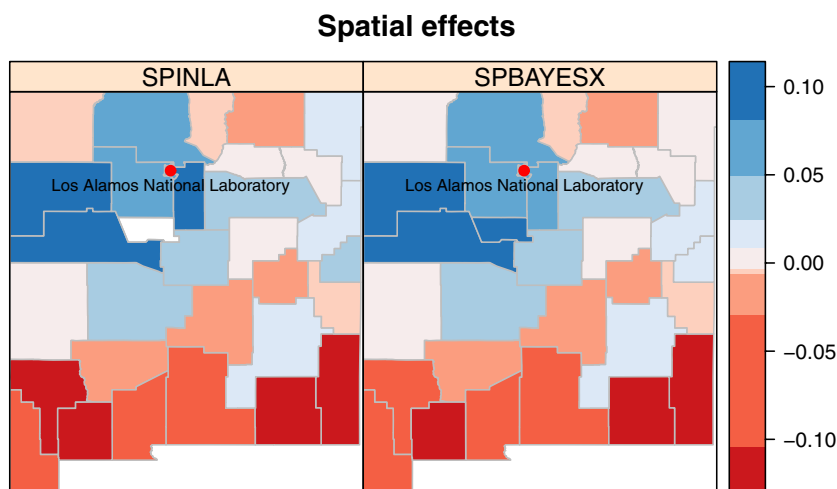 Spatial effects
SPINLA
SPBAYESX
Los Alamos National Laboratory
Los Alamos National Laboratory
0.10
0.05
0.00
−0.05
−0.10